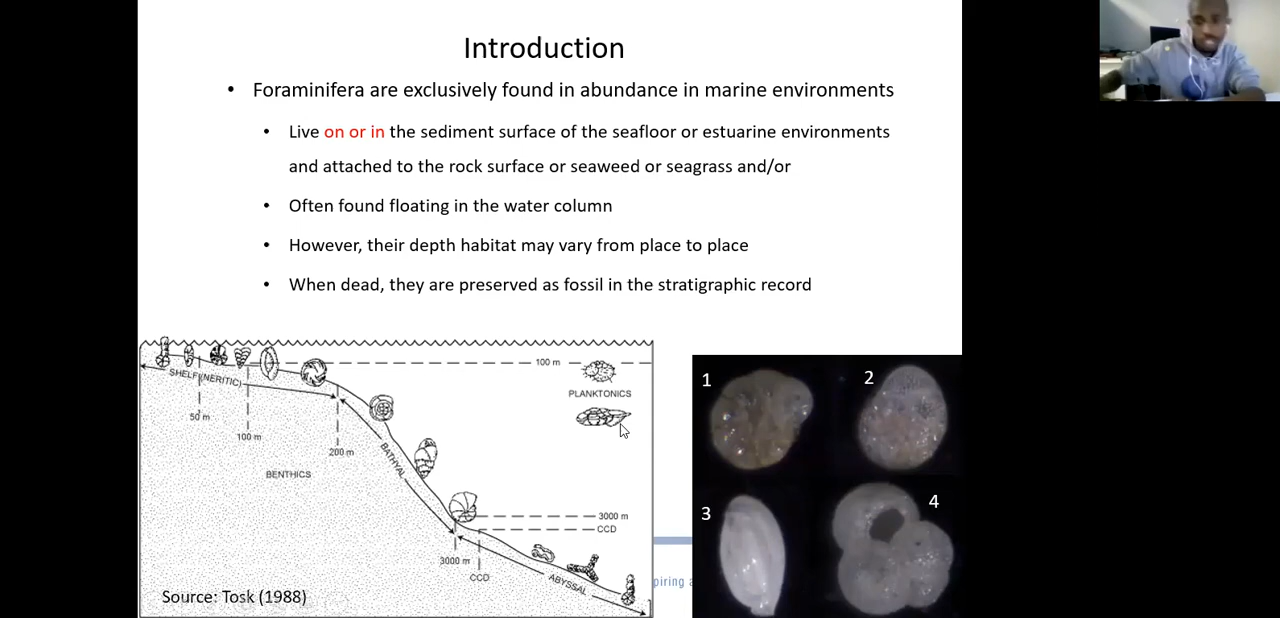 Introduction
• Foraminifera are exclusively found in abundance in marine environments
• Live on or in the sediment surface of the seafloor or estuarine environments
and attached to the rock surface or seaweed or seagrass and/or
• Often found floating in the water column
• However, their depth habitat may vary from place to place
• When dead, they are preserved as fossil in the stratigraphic record
100 m
SHELF (NERITIC)
PLANKTONICS
50 m
100 m
200 m
BATHYAL
BENTHICS
3000 m
CCD
3000 m
CCD
ABYSSAL
Source: Tosk (1988)
1
2
3
4